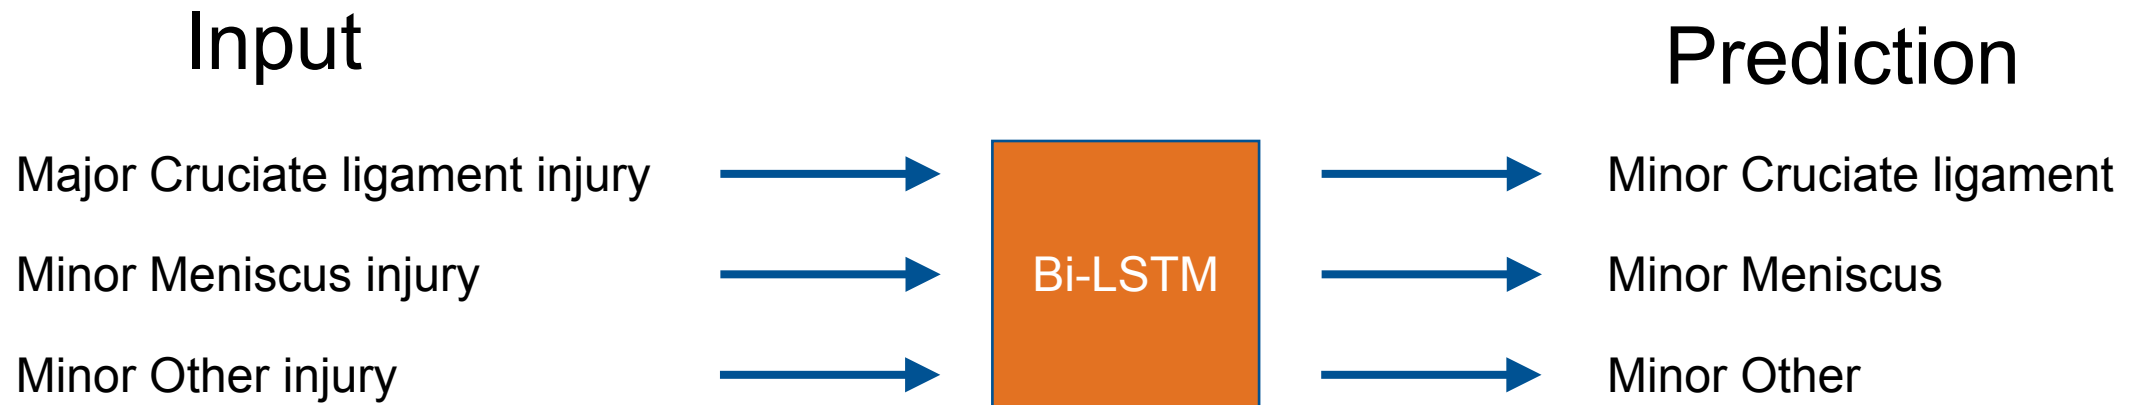 Input
Prediction
Major Cruciate ligament injury
Minor Cruciate ligament
Minor Meniscus injury
Bi-LSTM
Minor Meniscus
Minor Other injury
Minor Other